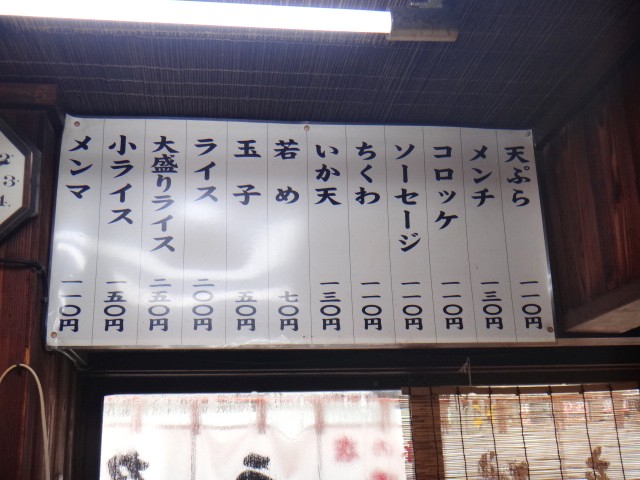 天ぷら 一一〇円
メンチ 一三〇円
コロッケ 一一〇円
ソーセージ 一一〇円
ちくわ 一一〇円
いか天 一三〇円
若め 七〇円
玉子 五〇円
ライス 二〇〇円
大盛りライス 二五〇円
小ライス 一五〇円
メンマ 一一〇円
2
3
4